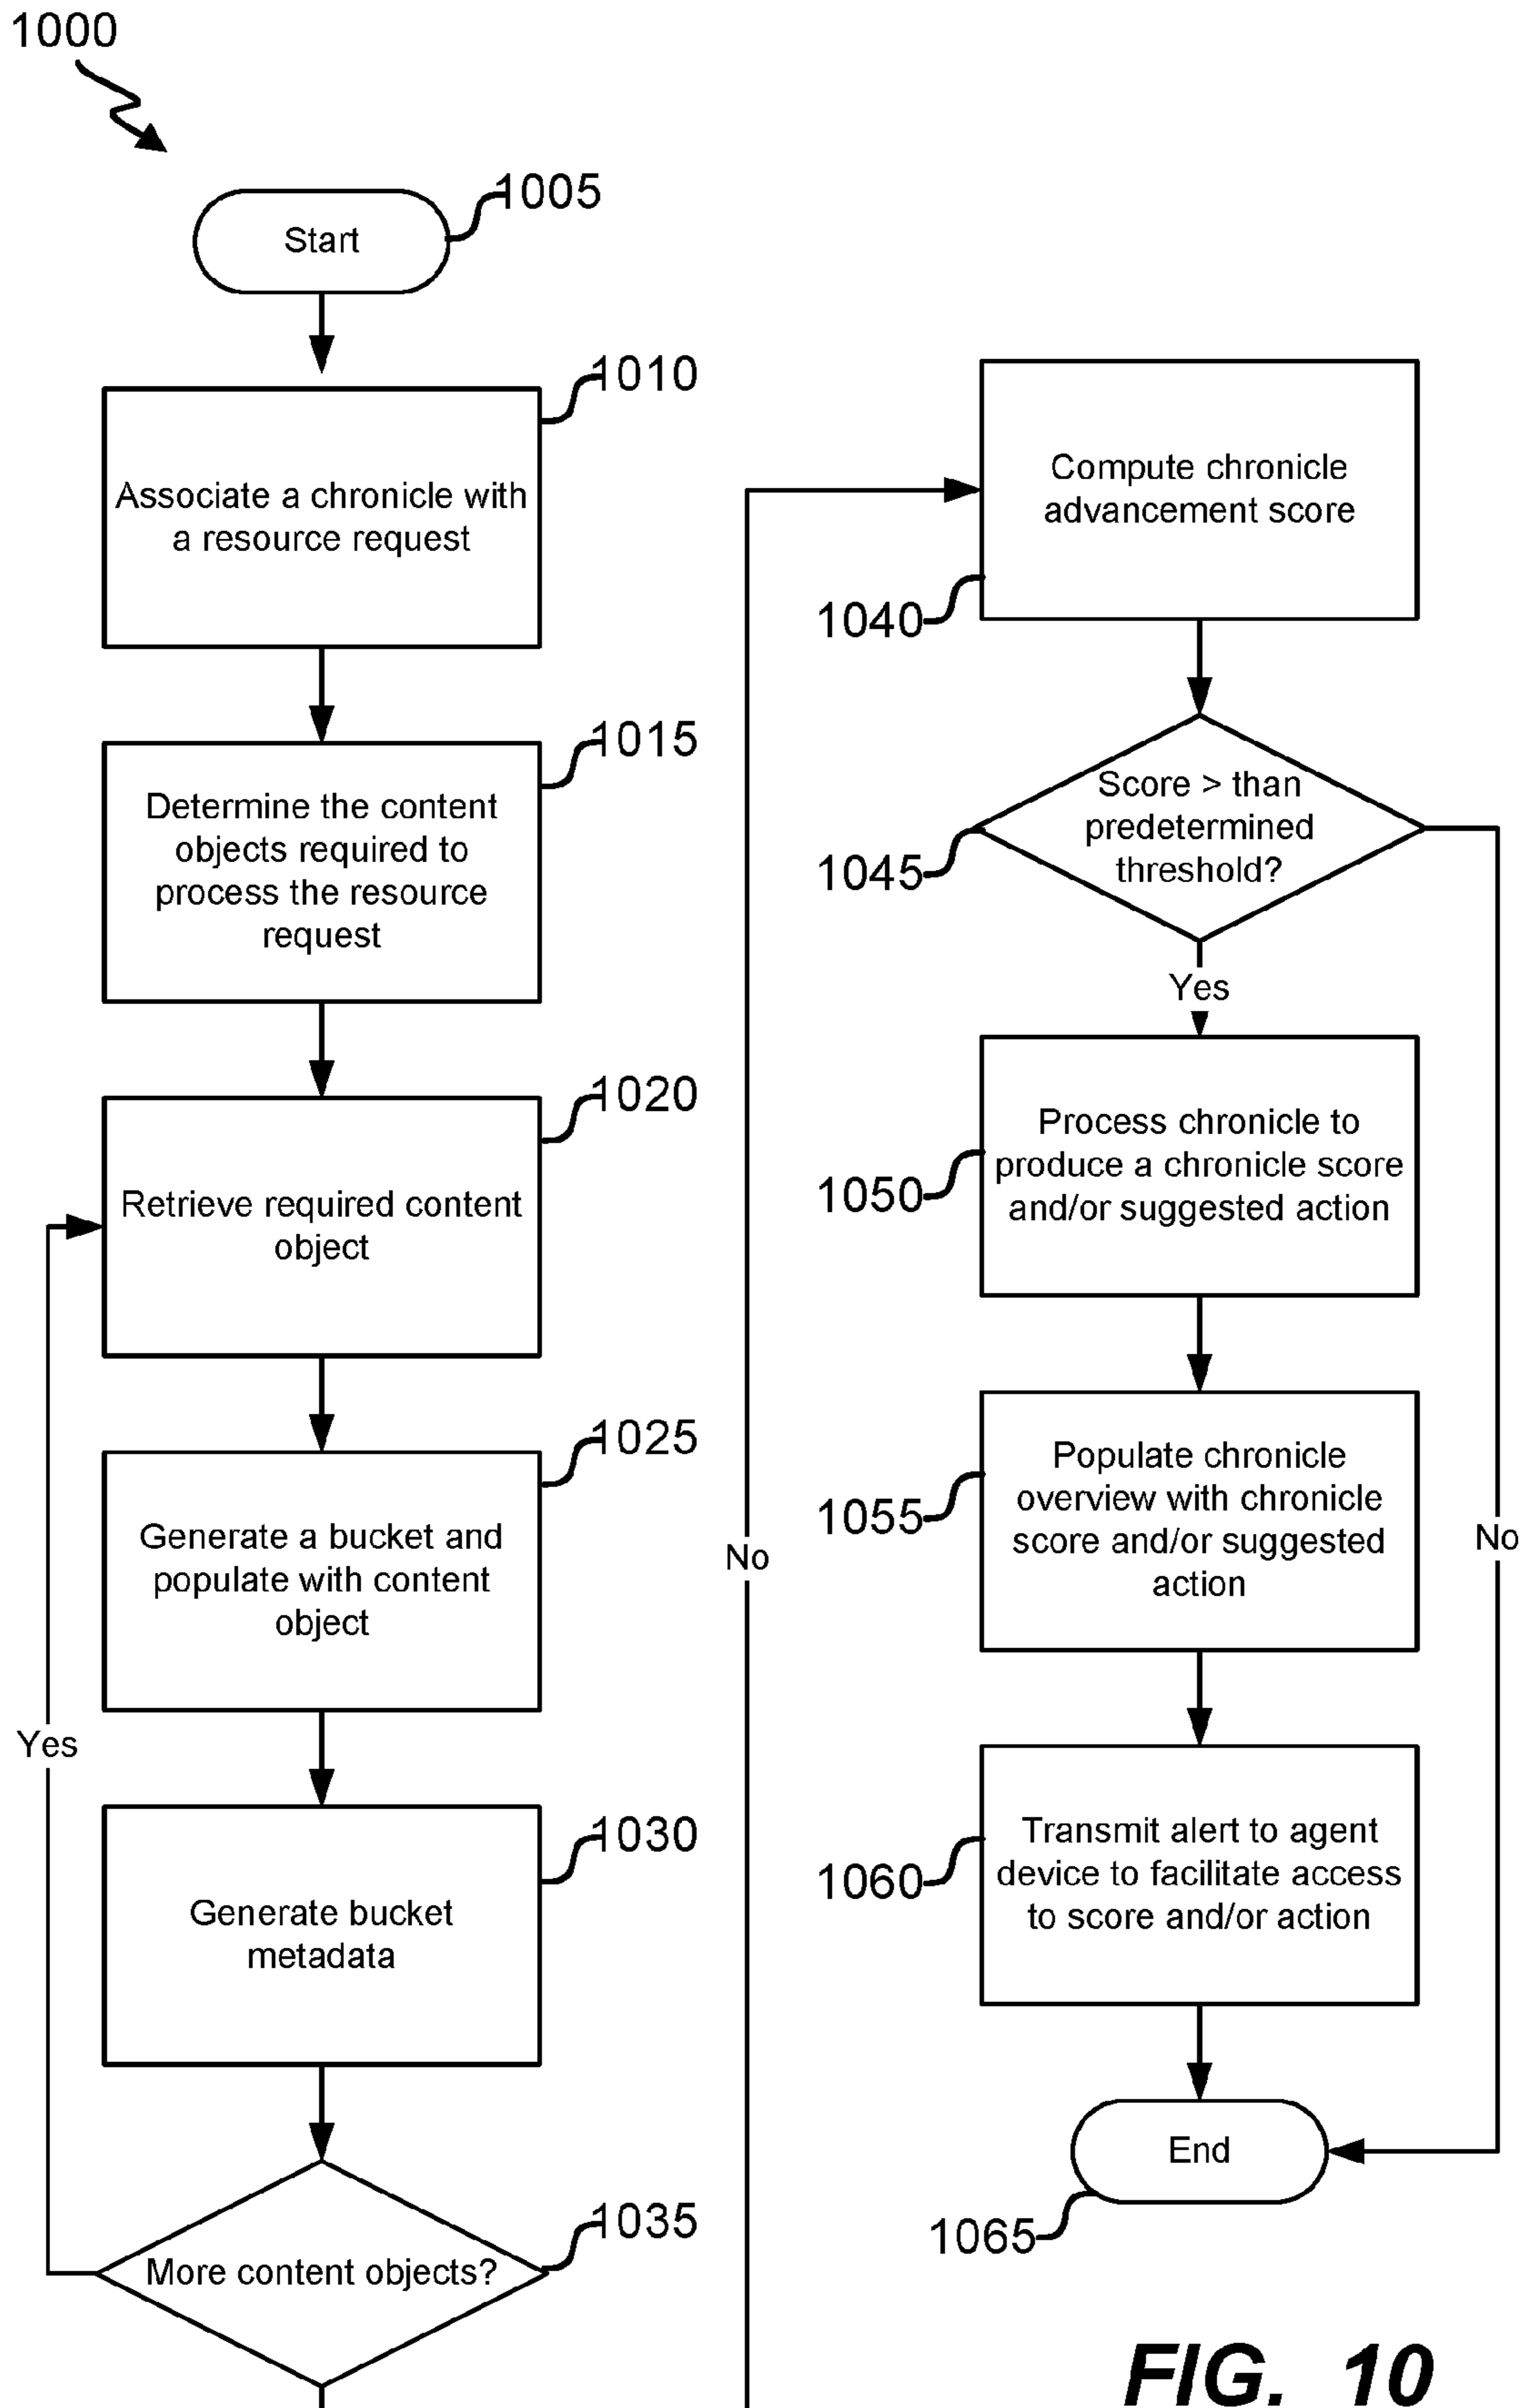 1000
Start
1005
Associate a chronicle with
a resource request
1010
Determine the content
objects required to
process the resource
request
1015
Retrieve required content
object
1020
Generate a bucket and
populate with content
object
1025
Generate bucket
metadata
1030
Yes
More content objects?
1035
No
Compute chronicle
advancement score
1040
Score > than
predetermined
threshold?
1045
Yes
Process chronicle to
produce a chronicle score
and/or suggested action
1050
Populate chronicle
overview with chronicle
score and/or suggested
action
1055
No
Transmit alert to agent
device to facilitate access
to score and/or action
1060
End
1065
FIG. 10